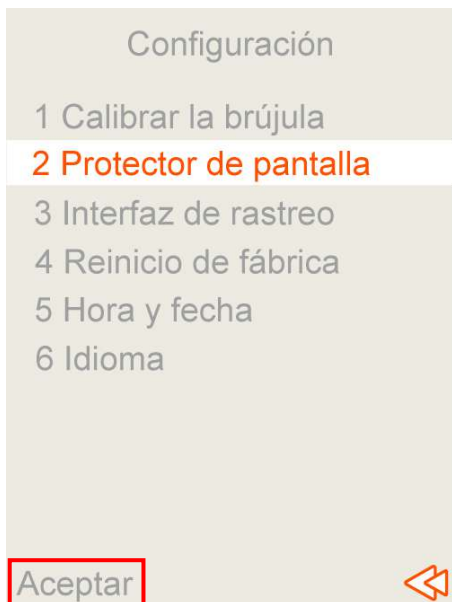 Configuración
1 Calibrar la brújula
2 Protector de pantalla
3 Interfaz de rastreo
4 Reinicio de fábrica
5 Hora y fecha
6 Idioma
Aceptar